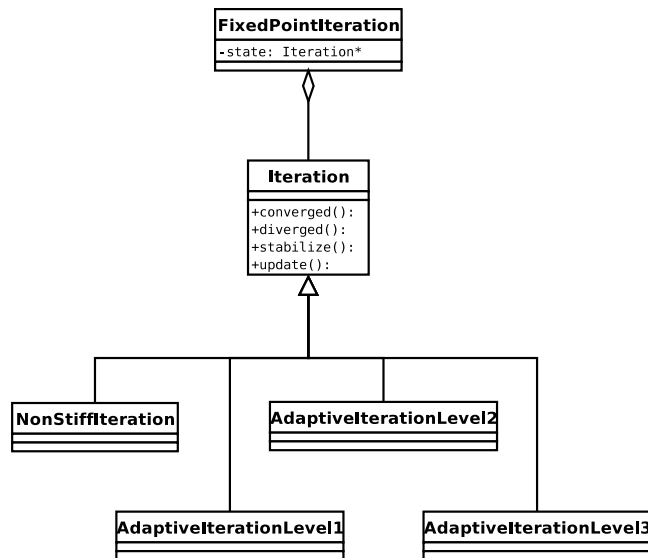 FixedPointIteration
-state: Iteration*
Iteration
+converged():
+diverged():
+stabilize():
+update():
NonStiffIteration
AdaptiveIterationLevel2
AdaptiveIterationLevel1
AdaptiveIterationLevel3